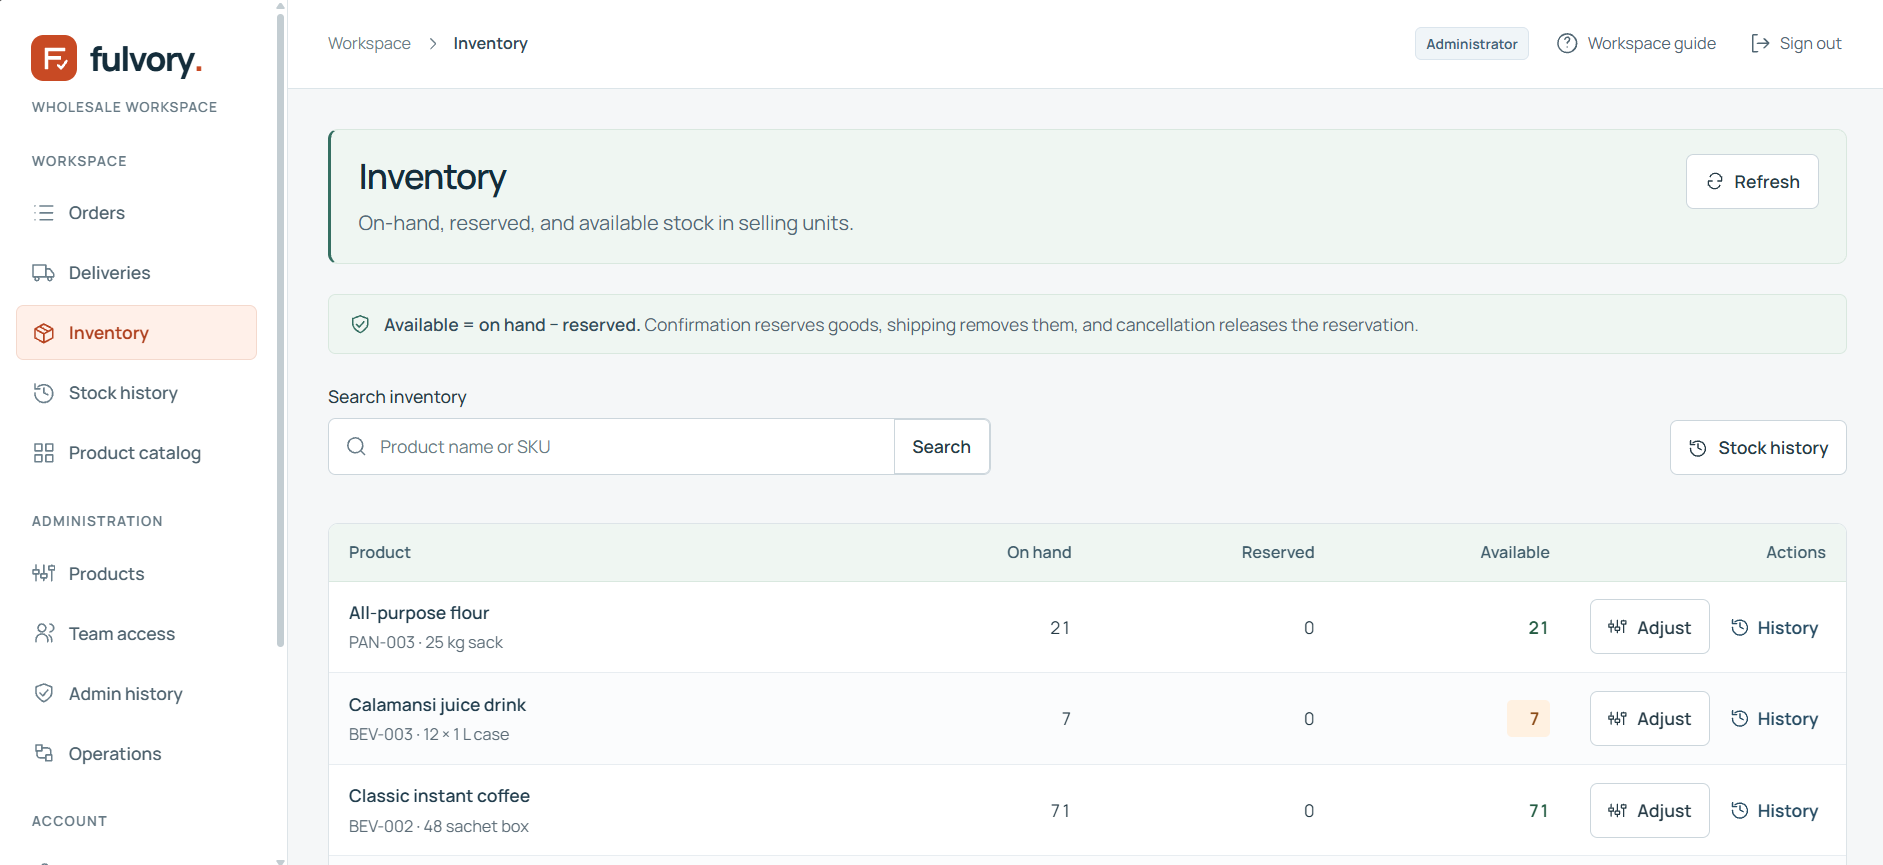 fulvory.
WHOLESALE WORKSPACE
WORKSPACE
Orders
Deliveries
Inventory
Stock history
Product catalog
ADMINISTRATION
Products
Team access
Admin history
Operations
ACCOUNT
Workspace > Inventory
Administrator
Workspace guide
Sign out
Inventory
On-hand, reserved, and available stock in selling units.
Refresh
Available = on hand − reserved. Confirmation reserves goods, shipping removes them, and cancellation releases the reservation.
Search inventory
Product name or SKU
Search
Stock history
Product On hand Reserved Available Actions
All-purpose flour
PAN-003 · 25 kg sack
21 0 21 Adjust History
Calamansi juice drink
BEV-003 · 12 × 1 L case
7 0 7 Adjust History
Classic instant coffee
BEV-002 · 48 sachet box
71 0 71 Adjust History